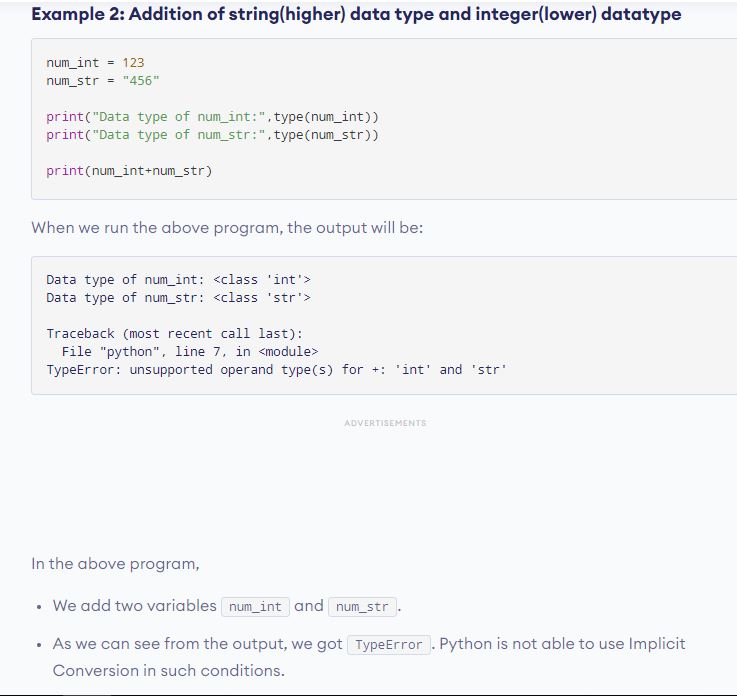 Example 2: Addition of string(higher) data type and integer(lower) datatype
num_int = 123
num_str = "456"
print("Data type of num_int:",type(num_int))
print("Data type of num_str:",type(num_str))
print(num_int+num_str)
When we run the above program, the output will be:
Data type of num_int: <class 'int'>
Data type of num_str: <class 'str'>
Traceback (most recent call last):
  File "python", line 7, in <module>
TypeError: unsupported operand type(s) for +: 'int' and 'str'
ADVERTISEMENTS
In the above program,
• We add two variables num_int and num_str.
• As we can see from the output, we got TypeError. Python is not able to use Implicit
Conversion in such conditions.